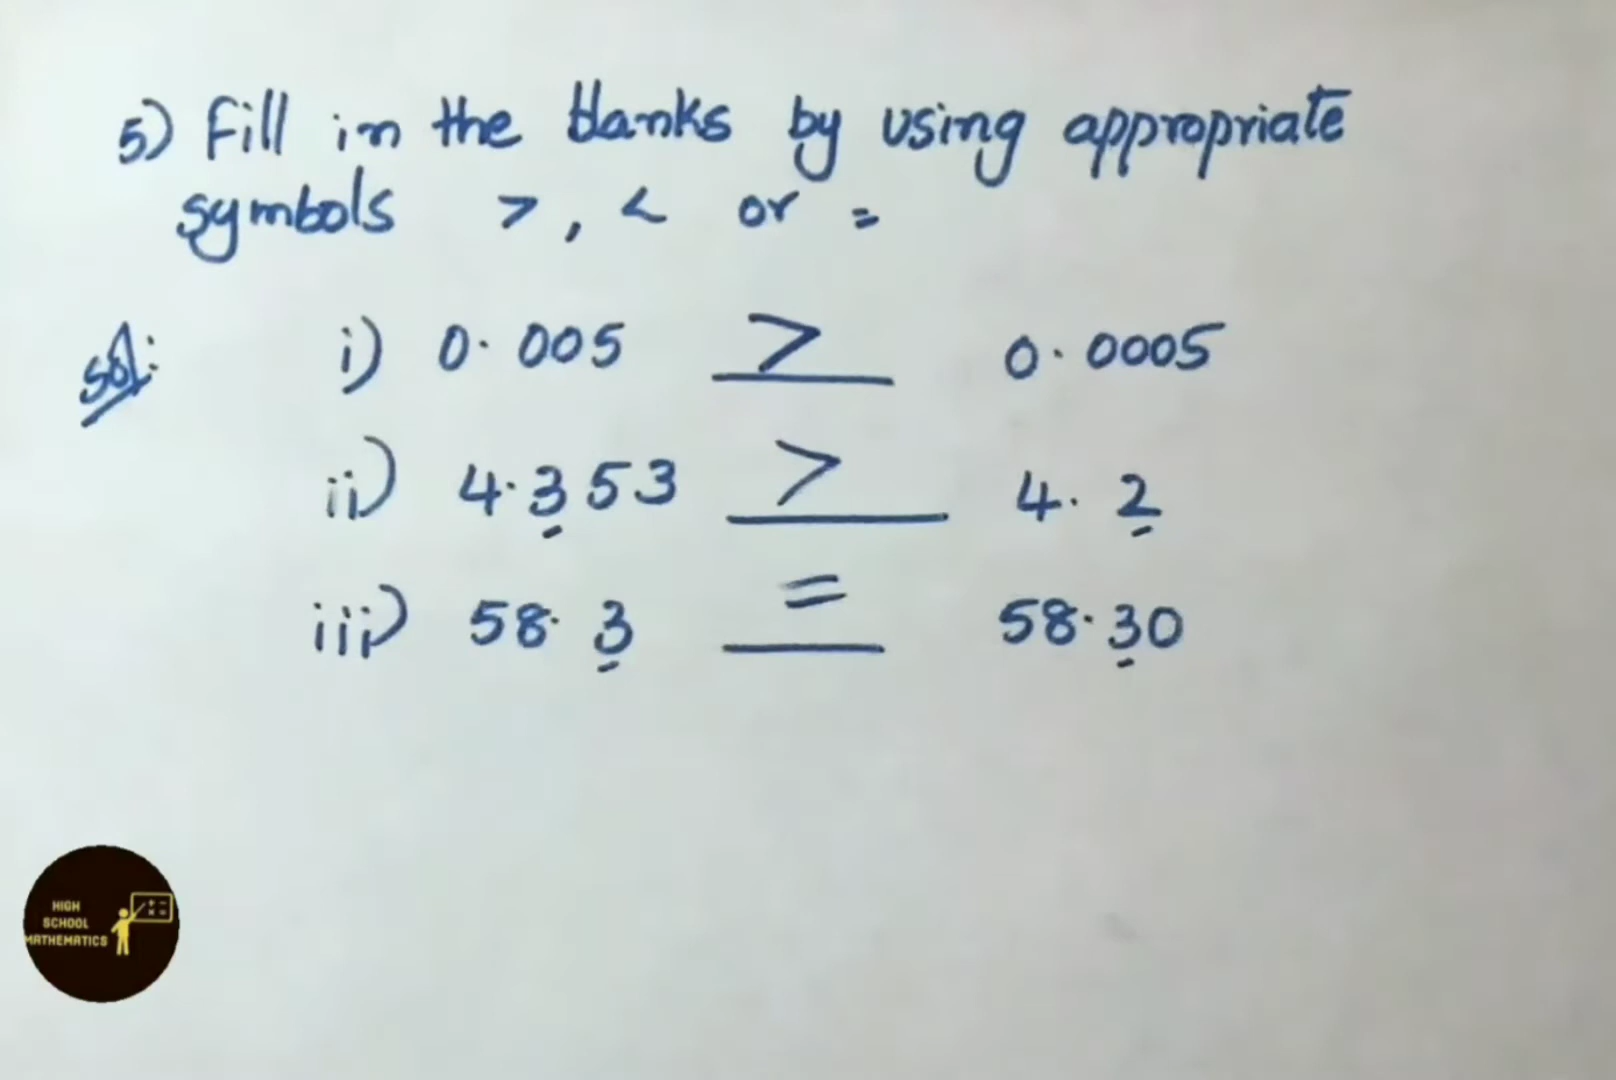 5) Fill in the blanks by using appropriate
symbols >, < or =
Sol:
i) 0.005 > 0.0005
ii) 4.353 > 4.2
iii) 58.3 = 58.30
HIGH
SCHOOL
MATHEMATICS